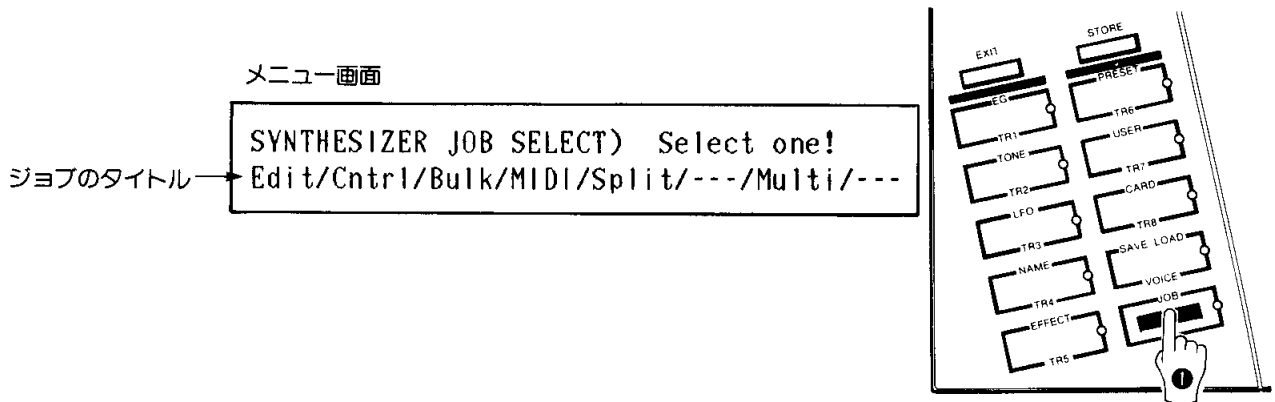 メニュー画面
SYNTHESIZER JOB SELECT) Select one!
ジョブのタイトル
Edit/Cntrl/Bulk/MIDI/Split/---/Multi/---
EXIT
STORE
EG
TR1
PRESET
TR6
TONE
TR2
USER
TR7
LFO
TR3
CARD
TR8
NAME
TR4
SAVE LOAD
VOICE
EFFECT
TR5
JOB
1